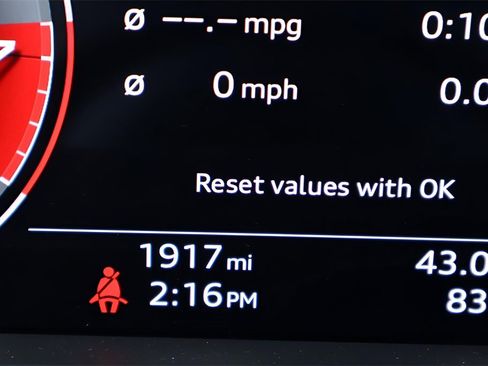 Ø --.- mpg 0:10
Ø 0 mph 0.0
Reset values with OK
1917 mi 43.0
2:16 PM 83